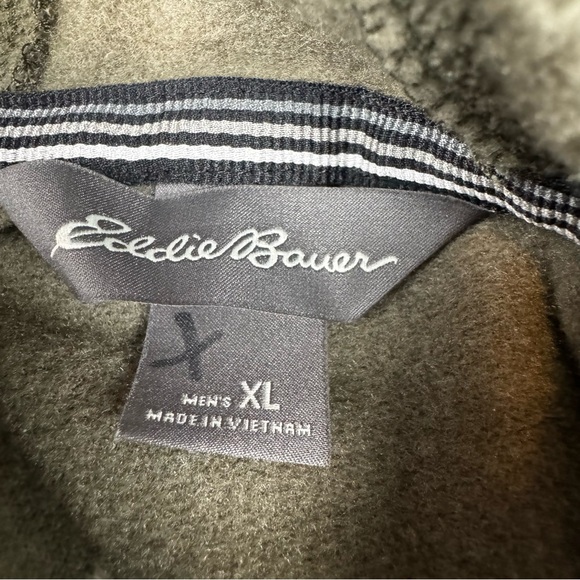 Eddie Bauer
X
MEN'S XL
MADE IN VIETNAM